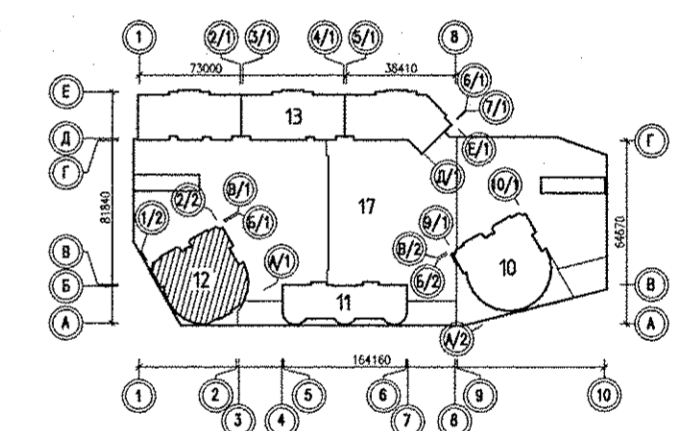 1 2/1 3/1 4/1 5/1 8
73000 38410
6/1
Е 7/1
13
Д Е/1 Г
Г Д/1
81840 64670
2/2 В/1 10/1
1/2 Б/1 17 9/1
В/2
А/1 Б/2
В 12 10 В
Б 11
А А
А/2
164160
1 2 5 6 9 10
3 4 7 8